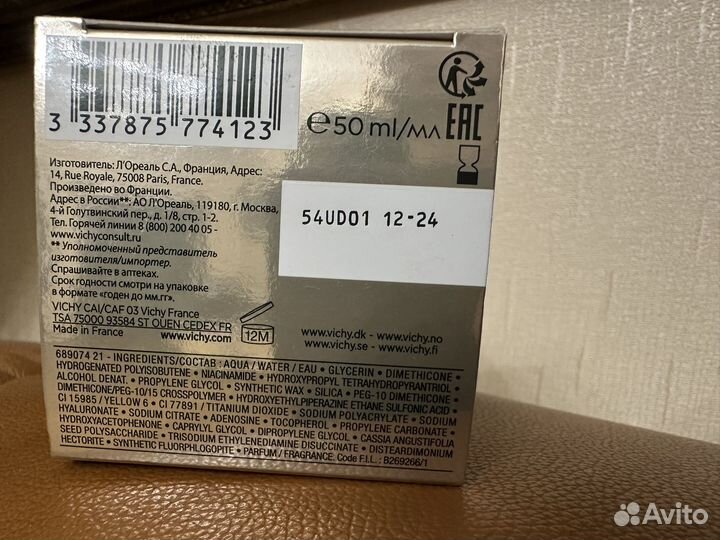 3 337875 774123
℮50 ml/мл
EAC
Изготовитель: Л'Ореаль С.А., Франция, Адрес:
14, Rue Royale, 75008 Paris, France.
Произведено во Франции.
Адрес в России**: АО Л'Ореаль, 119180, г. Москва,
4-й Голутвинский пер., д. 1/8, стр. 1-2.
Тел. Горячей линии 8 (800) 200 40 05 -
www.vichyconsult.ru
** Уполномоченный представитель
изготовителя/импортер.
Спрашивайте в аптеках.
Срок годности смотри на упаковке
в формате «годен до мм.гг»
54UD01 12-24
VICHY CAI/CAF 03 Vichy France
TSA 75000 93584 ST OUEN CEDEX FR
Made in France www.vichy.com
12M
www.vichy.dk - www.vichy.no
www.vichy.se - www.vichy.fi
689074 21 - INGREDIENTS/СОСТАВ: AQUA / WATER / EAU • GLYCERIN • DIMETHICONE •
HYDROGENATED POLYISOBUTENE • NIACINAMIDE • HYDROXYPROPYL TETRAHYDROPYRANTRIOL •
ALCOHOL DENAT. • PROPYLENE GLYCOL • SYNTHETIC WAX • SILICA • PEG-10 DIMETHICONE •
DIMETHICONE/PEG-10/15 CROSSPOLYMER • HYDROXYETHYLPIPERAZINE ETHANE SULFONIC ACID •
CI 15985 / YELLOW 6 • CI 77891 / TITANIUM DIOXIDE • SODIUM POLYACRYLATE • SODIUM
HYALURONATE • SODIUM CITRATE • ADENOSINE • TOCOPHEROL • PROPYLENE CARBONATE •
HYDROXYACETOPHENONE • CAPRYLYL GLYCOL • DIPROPYLENE GLYCOL • CASSIA ANGUSTIFOLIA
SEED POLYSACCHARIDE • TRISODIUM ETHYLENEDIAMINE DISUCCINATE • DISTEARDIMONIUM
HECTORITE • SYNTHETIC FLUORPHLOGOPITE • PARFUM / FRAGRANCE. Code F.I.L. : B269266/1
Avito